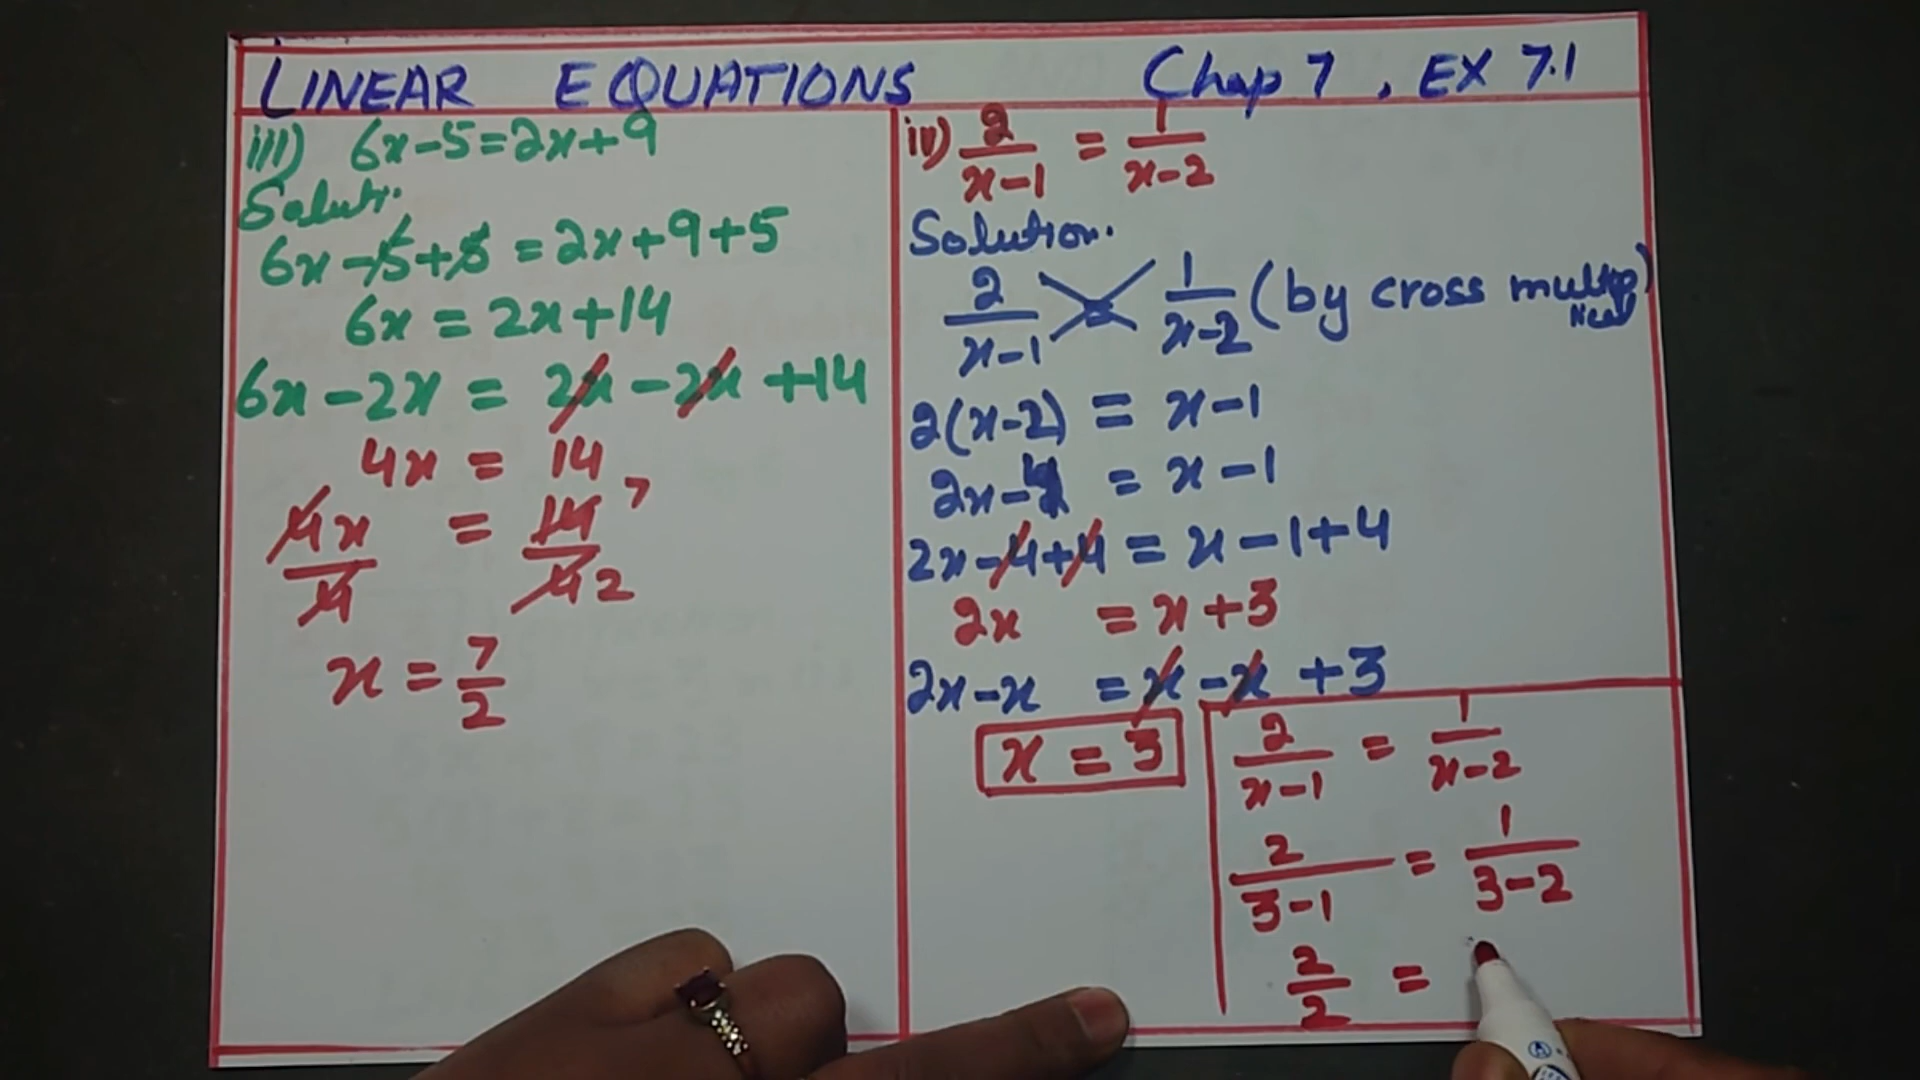 LINEAR EQUATIONS Chap 7, EX 7.1
iii) 6x-5=2x+9
Soluti.
6x-5+5 = 2x+9+5
6x = 2x+14
6x-2x = 2x-2x+14
4x = 14
4x/4 = 14/4 7 2
x = 7/2
iv) 2/x-1 = 1/x-2
Solution.
2/x-1 = 1/x-2 (by cross multip)
2(x-2) = x-1
2x-4 = x-1
2x-4+4 = x-1+4
2x = x+3
2x-x = x-x+3
x = 3
2/x-1 = 1/x-2
2/3-1 = 1/3-2
2/2 =